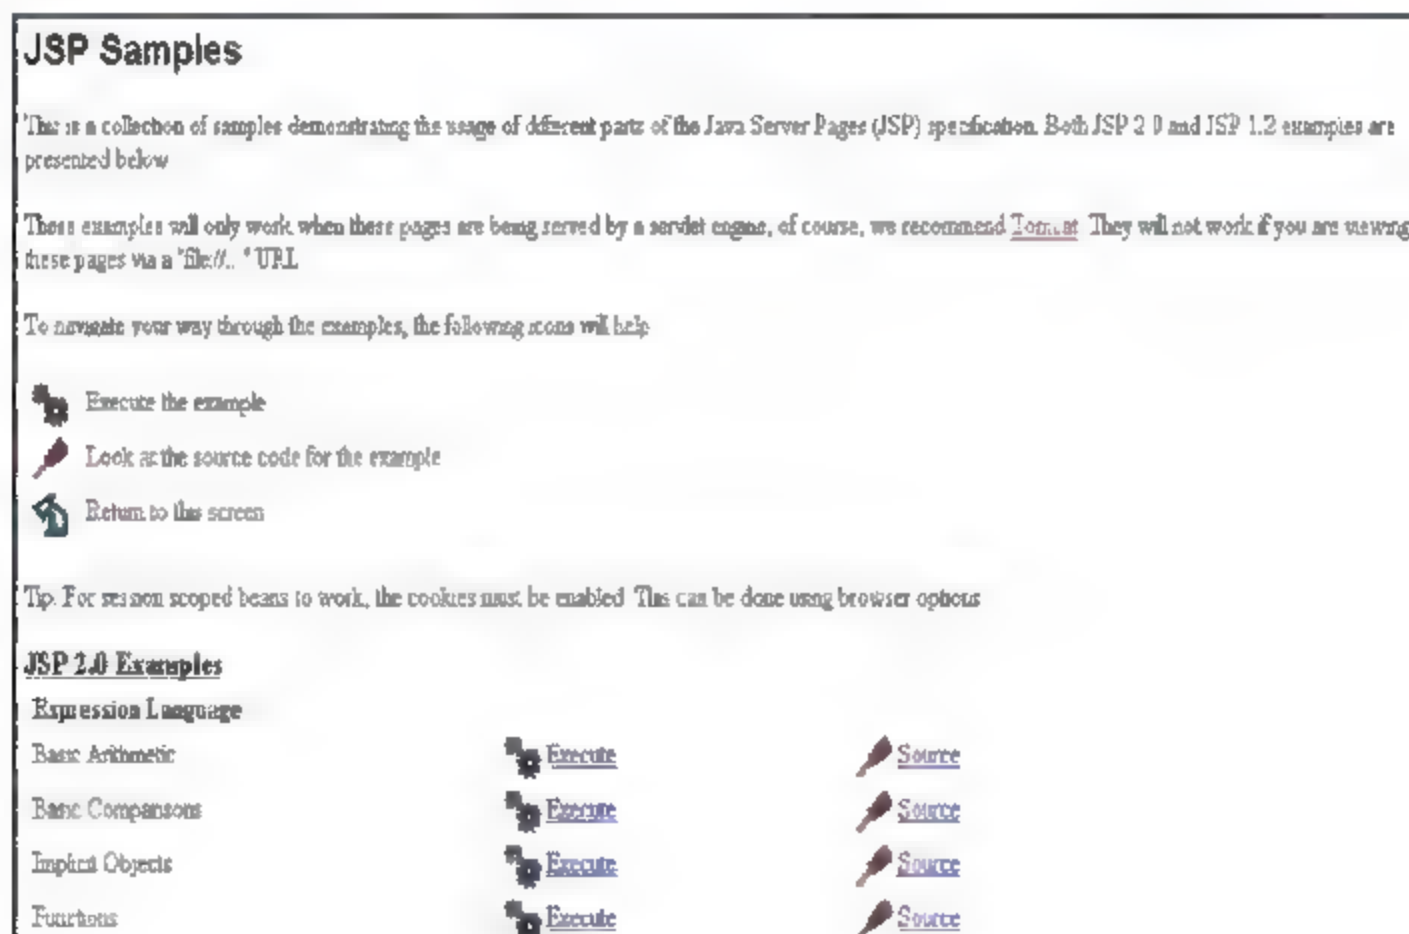 JSP Samples
This is a collection of samples demonstrating the usage of different parts of the Java Server Pages (JSP) specification. Both JSP 2.0 and JSP 1.2 examples are
presented below.
These examples will only work when these pages are being served by a servlet engine, of course, we recommend Tomcat. They will not work if you are viewing
these pages via a "file://..." URL.
To navigate your way through the examples, the following icons will help:
Execute the example
Look at the source code for the example
Return to this screen
Tip: For session scoped beans to work, the cookies must be enabled. This can be done using browser options.
JSP 2.0 Examples
Expression Language
Basic Arithmetic Execute Source
Basic Comparisons Execute Source
Implicit Objects Execute Source
Functions Execute Source